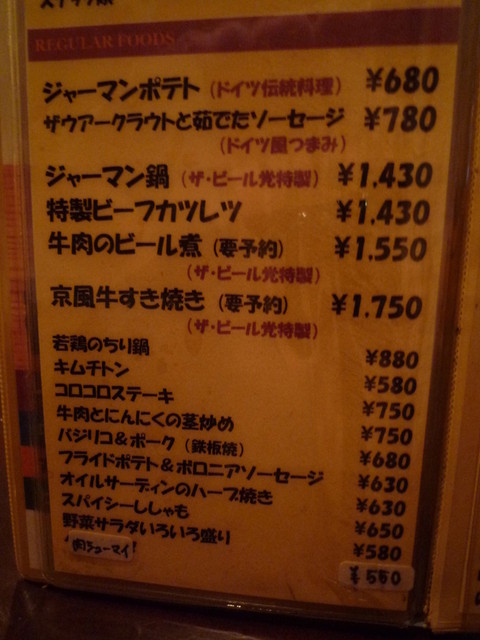 REGULAR FOODS
ジャーマンポテト (ドイツ伝統料理) ¥680
ザウアークラウトと茹でたソーセージ ¥780
(ドイツ風つまみ)
ジャーマン鍋 (ザ・ビール光特製) ¥1.430
特製ビーフカツレツ ¥1.430
牛肉のビール煮 (要予約) ¥1.550
(ザ・ビール光特製)
京風牛すき焼き (要予約) ¥1.750
(ザ・ビール光特製)
若鶏のちり鍋 ¥880
キムチトン ¥580
コロコロステーキ ¥750
牛肉とにんにくの茎炒め ¥750
バジリコ&ポーク (鉄板焼) ¥680
フライドポテト&ボロニアソーセージ ¥630
オイルサーディンのハーブ焼き ¥630
スパイシーししゃも ¥650
野菜サラダいろいろ盛り ¥580
肉シューマイ ¥550